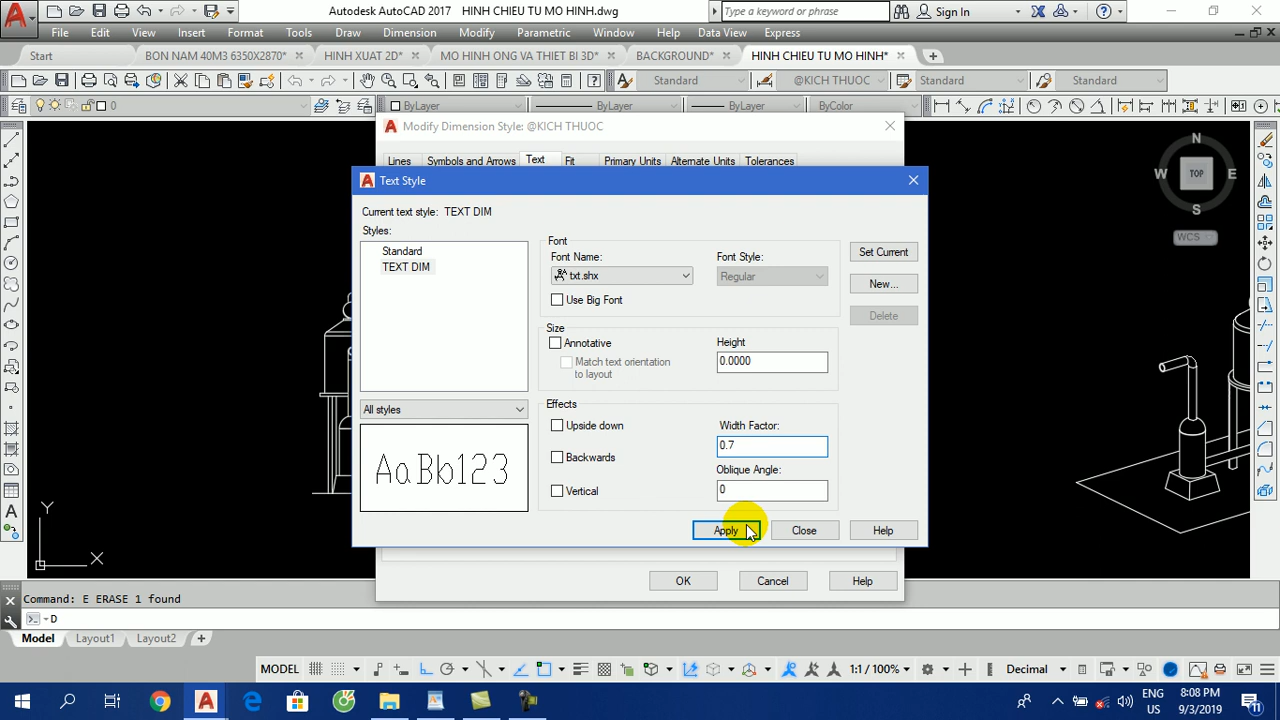 Autodesk AutoCAD 2017 HINH CHIEU TU MO HINH.dwg
Type a keyword or phrase
Sign In
File Edit View Insert Format Tools Draw Dimension Modify Parametric Window Help Data View Express
Start BON NAM 40M3 6350X2870* HINH XUAT 2D* MO HINH ONG VA THIET BI 3D* BACKGROUND* HINH CHIEU TU MO HINH*
Standard @KICH THUOC Standard Standard
0 ByLayer ByLayer ByLayer ByColor
Modify Dimension Style: @KICH THUOC
Lines Symbols and Arrows Text Fit Primary Units Alternate Units Tolerances
Text Style
Current text style: TEXT DIM
Styles:
Standard
TEXT DIM
All styles
AaBb123
Font
Font Name:
txt.shx
Font Style:
Regular
Use Big Font
Size
Annotative
Match text orientation
to layout
Height
0.0000
Effects
Upside down
Backwards
Vertical
Width Factor:
0.7
Oblique Angle:
0
Set Current
New...
Delete
Apply Close Help
OK Cancel Help
N
W TOP E
S
WCS
Y
X
Command: E ERASE 1 found
D
Model Layout1 Layout2
MODEL 1:1 / 100% Decimal
ENG
US
8:08 PM
9/3/2019
11